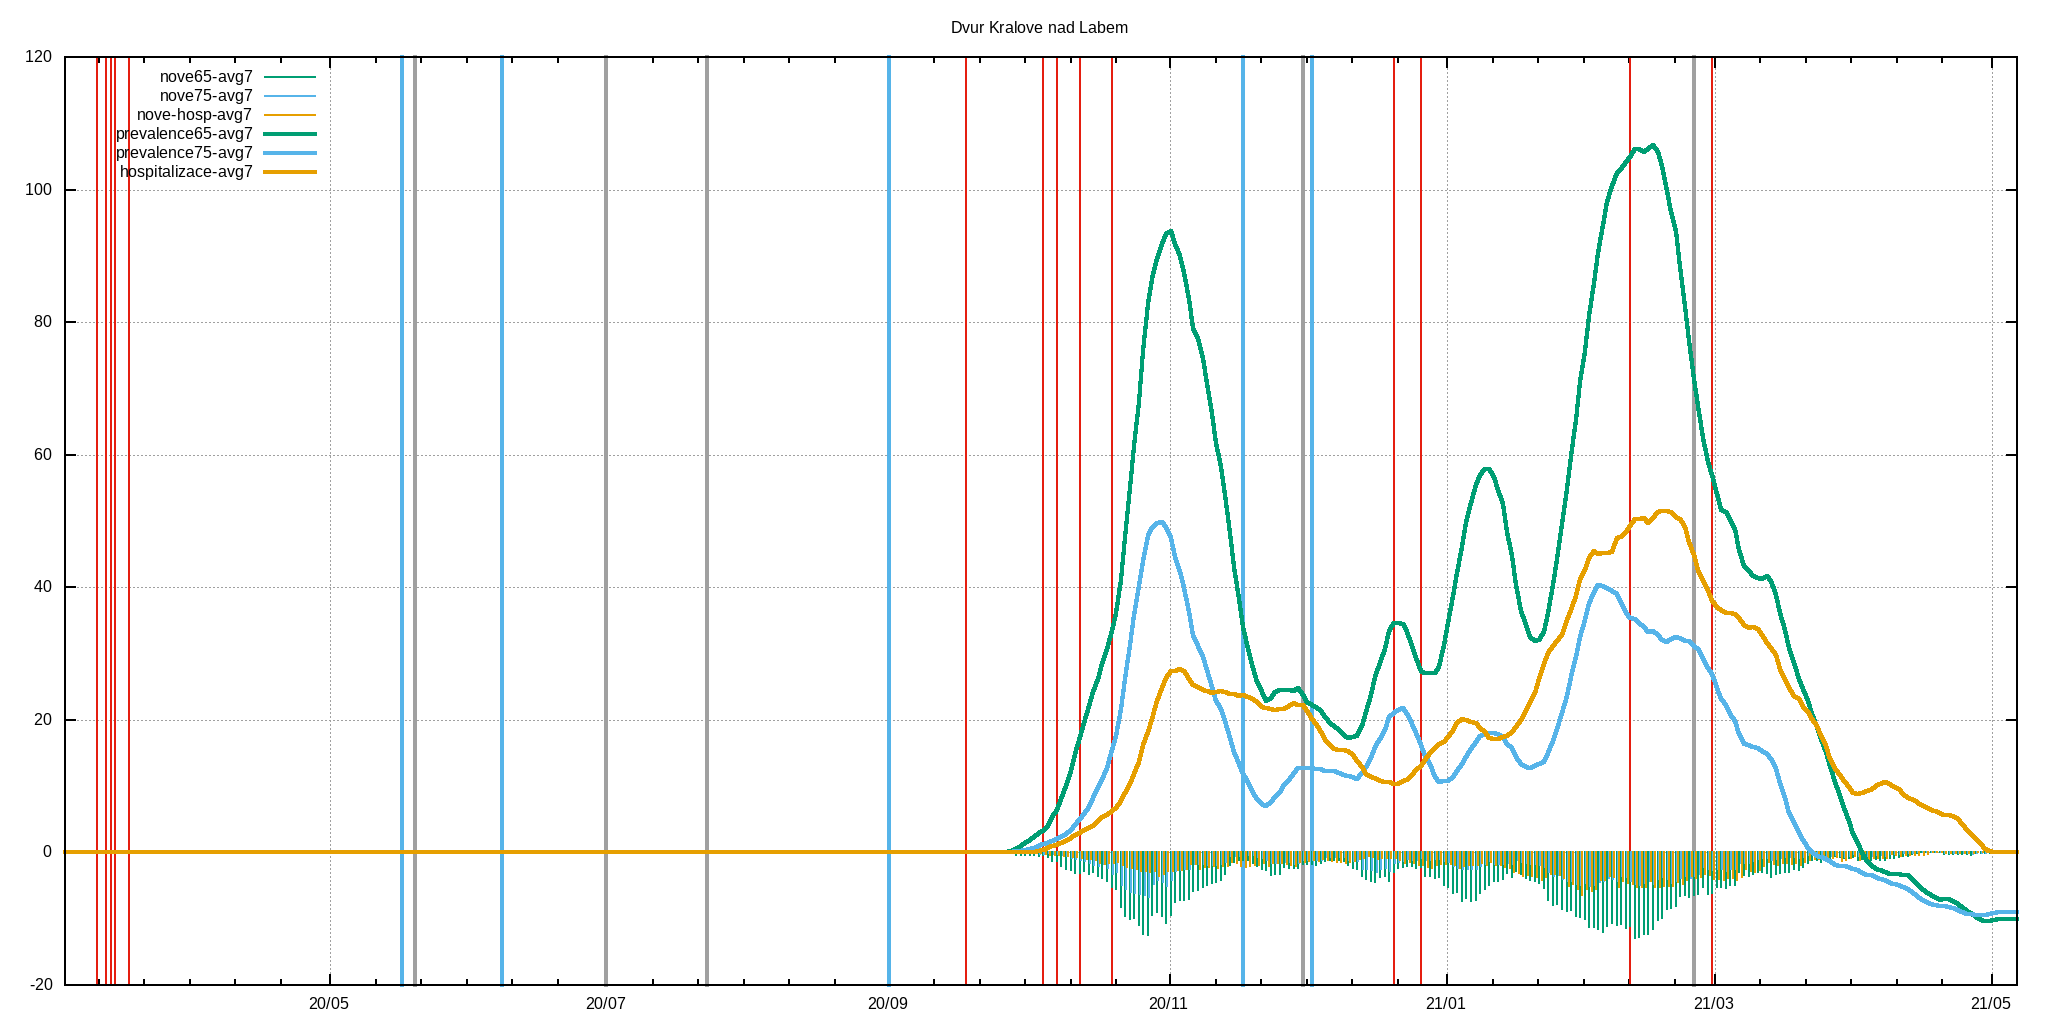 Dvur Kralove nad Labem
120
100
80
60
40
20
0
-20
nove65-avg7
nove75-avg7
nove-hosp-avg7
prevalence65-avg7
prevalence75-avg7
hospitalizace-avg7
20/05
20/07
20/09
20/11
21/01
21/03
21/05